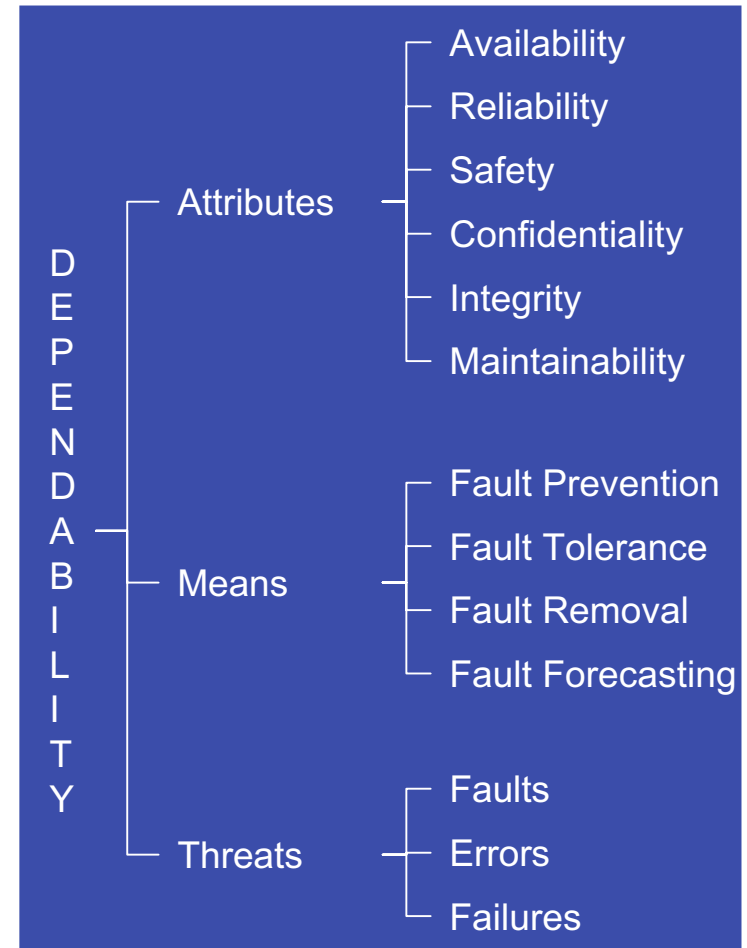 DEPENDABILITY
Attributes
Availability
Reliability
Safety
Confidentiality
Integrity
Maintainability
Means
Fault Prevention
Fault Tolerance
Fault Removal
Fault Forecasting
Threats
Faults
Errors
Failures